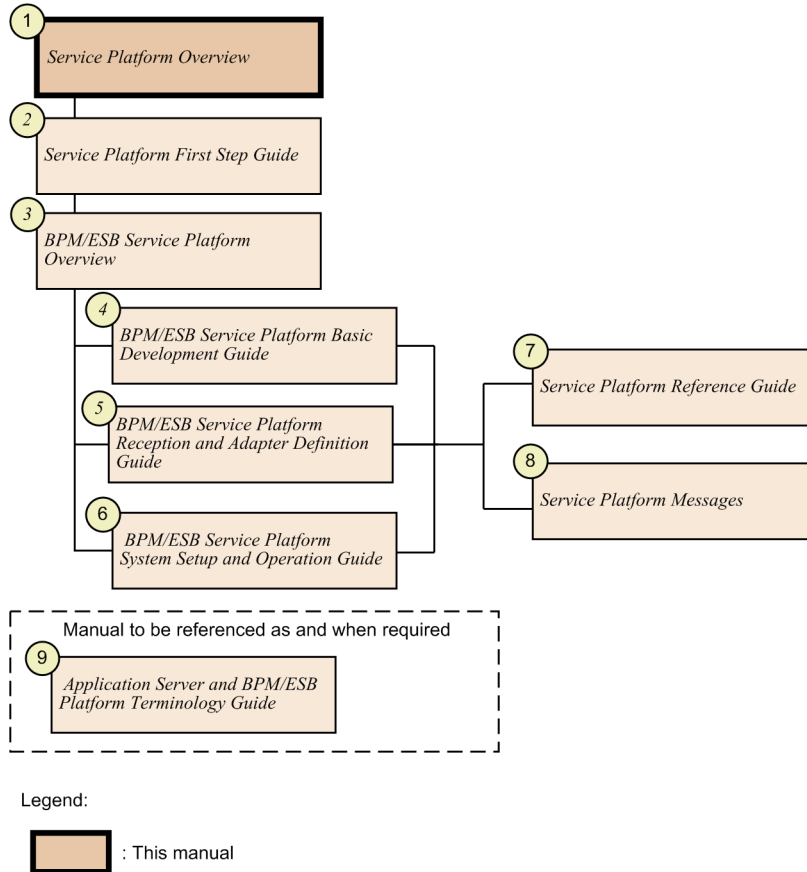 1
Service Platform Overview
2
Service Platform First Step Guide
3
BPM/ESB Service Platform
Overview
4
BPM/ESB Service Platform Basic
Development Guide
5
BPM/ESB Service Platform
Reception and Adapter Definition
Guide
6
BPM/ESB Service Platform
System Setup and Operation Guide
7
Service Platform Reference Guide
8
Service Platform Messages
Manual to be referenced as and when required
9
Application Server and BPM/ESB
Platform Terminology Guide
Legend:
: This manual